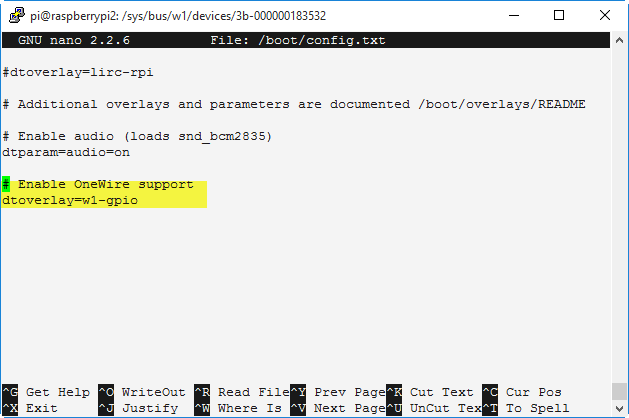 pi@raspberrypi2: /sys/bus/w1/devices/3b-000000183532
GNU nano 2.2.6 File: /boot/config.txt
#dtoverlay=lirc-rpi
# Additional overlays and parameters are documented /boot/overlays/README
# Enable audio (loads snd_bcm2835)
dtparam=audio=on
# Enable OneWire support
dtoverlay=w1-gpio
^G Get Help ^O WriteOut ^R Read File^Y Prev Page^K Cut Text ^C Cur Pos
^X Exit ^J Justify ^W Where Is ^V Next Page^U UnCut Tex^T To Spell